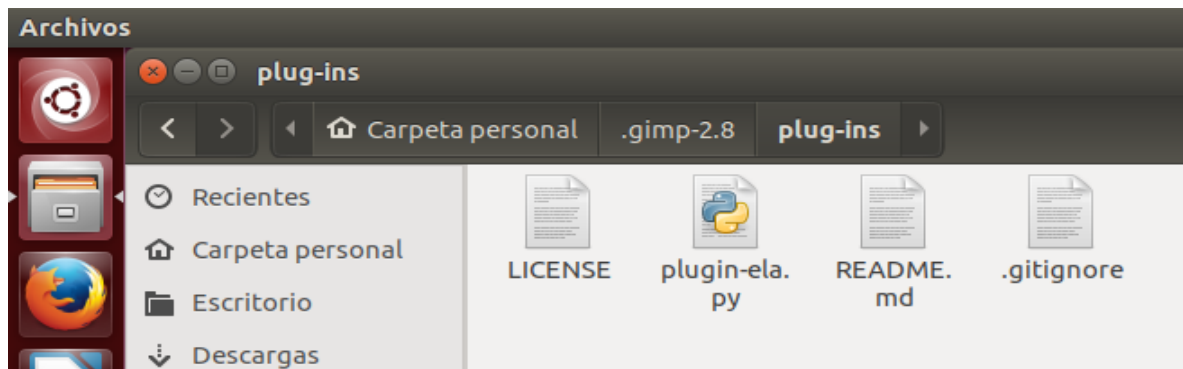 Archivos
plug-ins
Carpeta personal
.gimp-2.8
plug-ins
Recientes
Carpeta personal
Escritorio
Descargas
LICENSE
plugin-ela.
py
README.
md
.gitignore